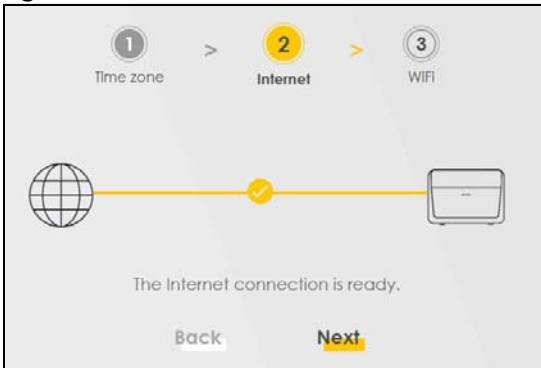 1 > 2 > 3
Time zone Internet WiFi
The Internet connection is ready.
Back Next